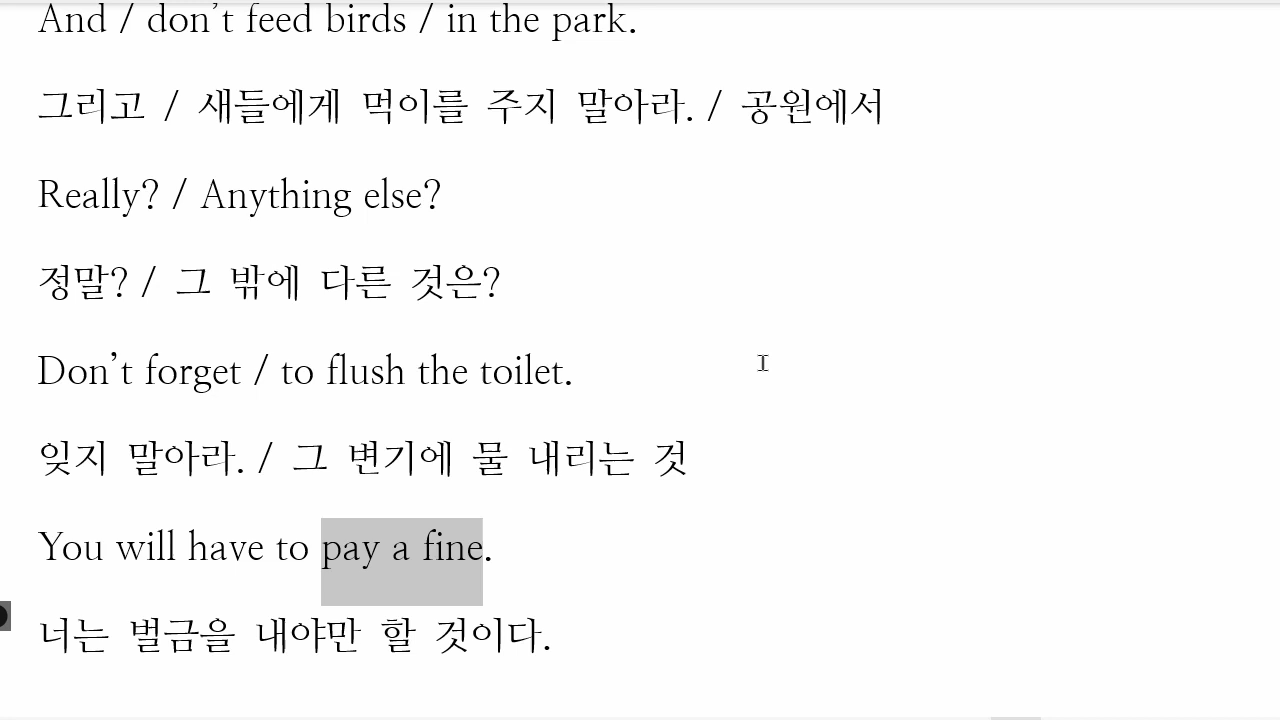 And / don’t feed birds / in the park.
그리고 / 새들에게 먹이를 주지 말아라. / 공원에서
Really? / Anything else?
정말? / 그 밖에 다른 것은?
Don’t forget / to flush the toilet.
잊지 말아라. / 그 변기에 물 내리는 것
You will have to pay a fine.
너는 벌금을 내야만 할 것이다.